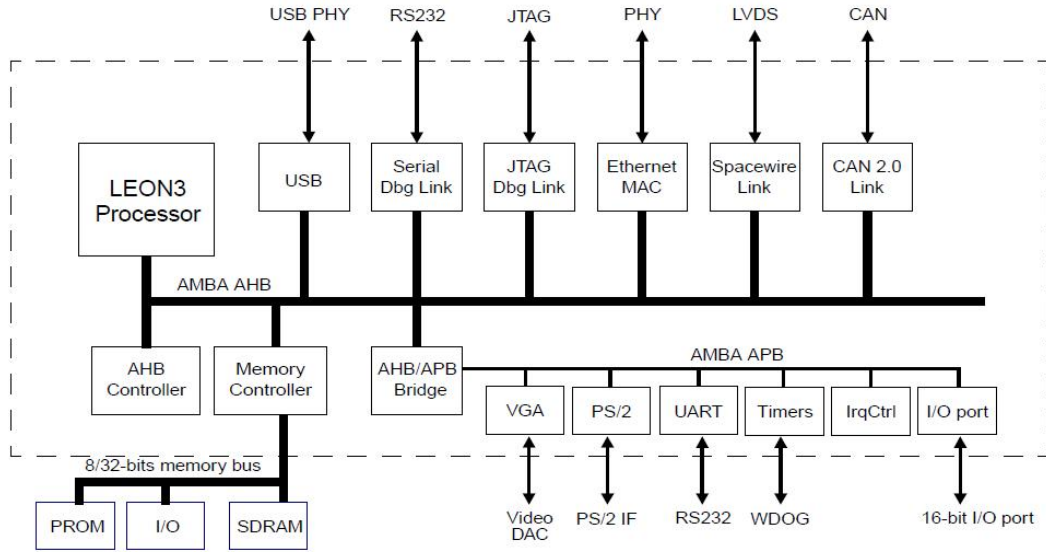 USB PHY
RS232
JTAG
PHY
LVDS
CAN
LEON3
Processor
USB
Serial
Dbg Link
JTAG
Dbg Link
Ethernet
MAC
Spacewire
Link
CAN 2.0
Link
AMBA AHB
AHB
Controller
Memory
Controller
AHB/APB
Bridge
AMBA APB
VGA
PS/2
UART
Timers
IrqCtrl
I/O port
8/32-bits memory bus
PROM
I/O
SDRAM
Video
DAC
PS/2 IF
RS232
WDOG
16-bit I/O port